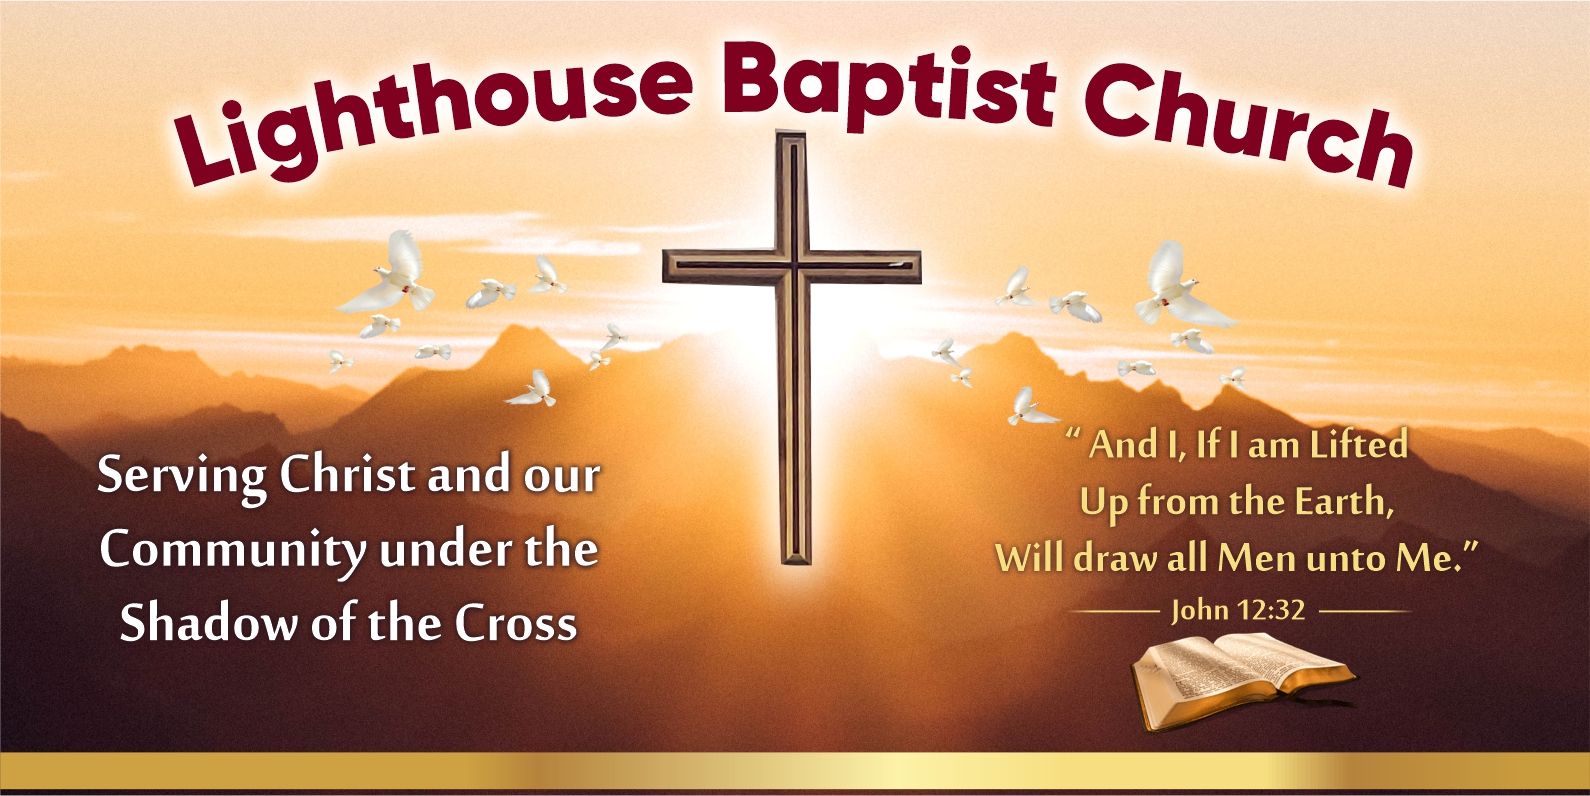 Lighthouse Baptist Church
Serving Christ and our
Community under the
Shadow of the Cross
“ And I, If I am Lifted
Up from the Earth,
Will draw all Men unto Me.”
John 12:32